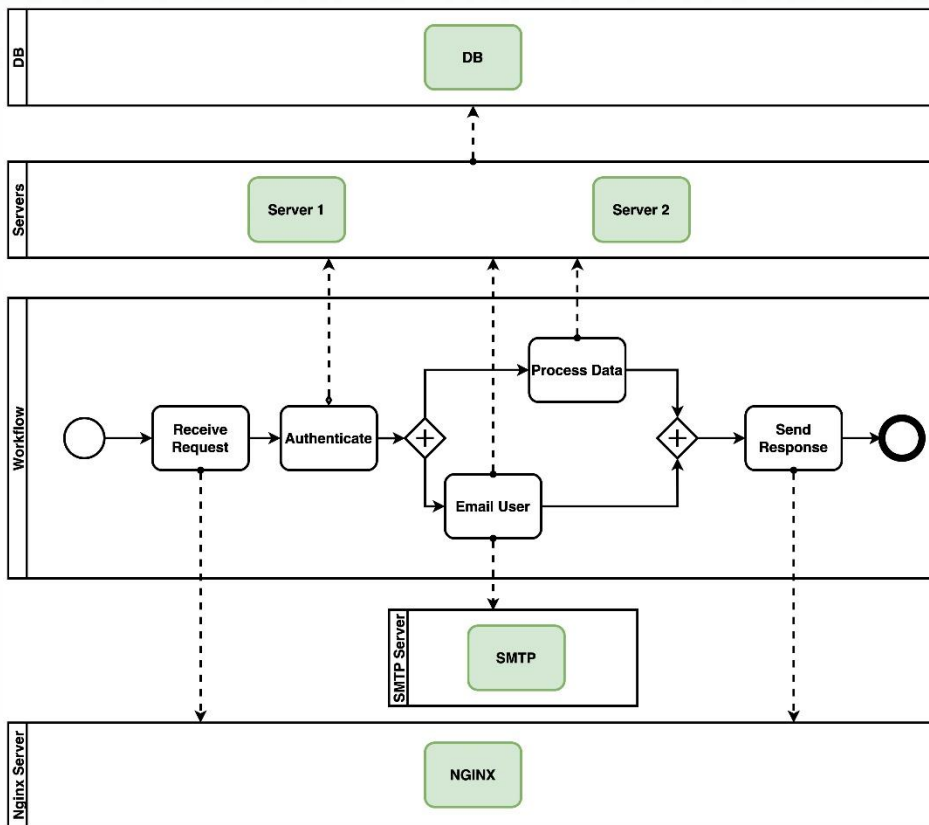 DB
DB
Servers
Server 1
Server 2
Workflow
Receive
Request
Authenticate
Process Data
Email User
Send
Response
SMTP Server
SMTP
Nginx Server
NGINX